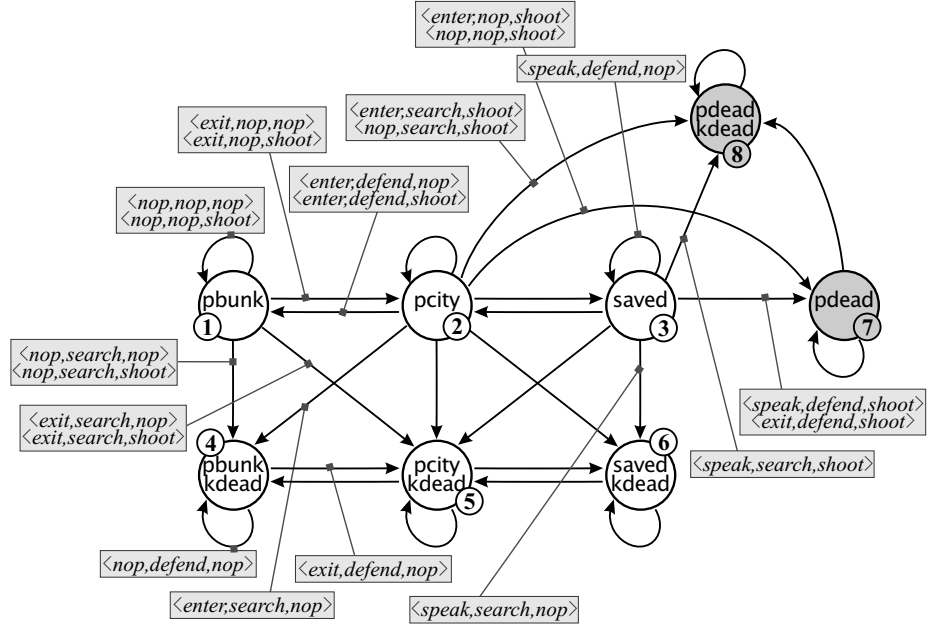 <enter,nop,shoot>
<nop,nop,shoot>
<speak,defend,nop>
<enter,search,shoot>
<nop,search,shoot>
pdead
kdead
8
<exit,nop,nop>
<exit,nop,shoot>
<enter,defend,nop>
<enter,defend,shoot>
<nop,nop,nop>
<nop,nop,shoot>
pbunk
1
pcity
2
saved
3
pdead
7
<nop,search,nop>
<nop,search,shoot>
<exit,search,nop>
<exit,search,shoot>
<speak,defend,shoot>
<exit,defend,shoot>
<speak,search,shoot>
4
pbunk
kdead
pcity
kdead
5
6
saved
kdead
<nop,defend,nop>
<exit,defend,nop>
<enter,search,nop>
<speak,search,nop>